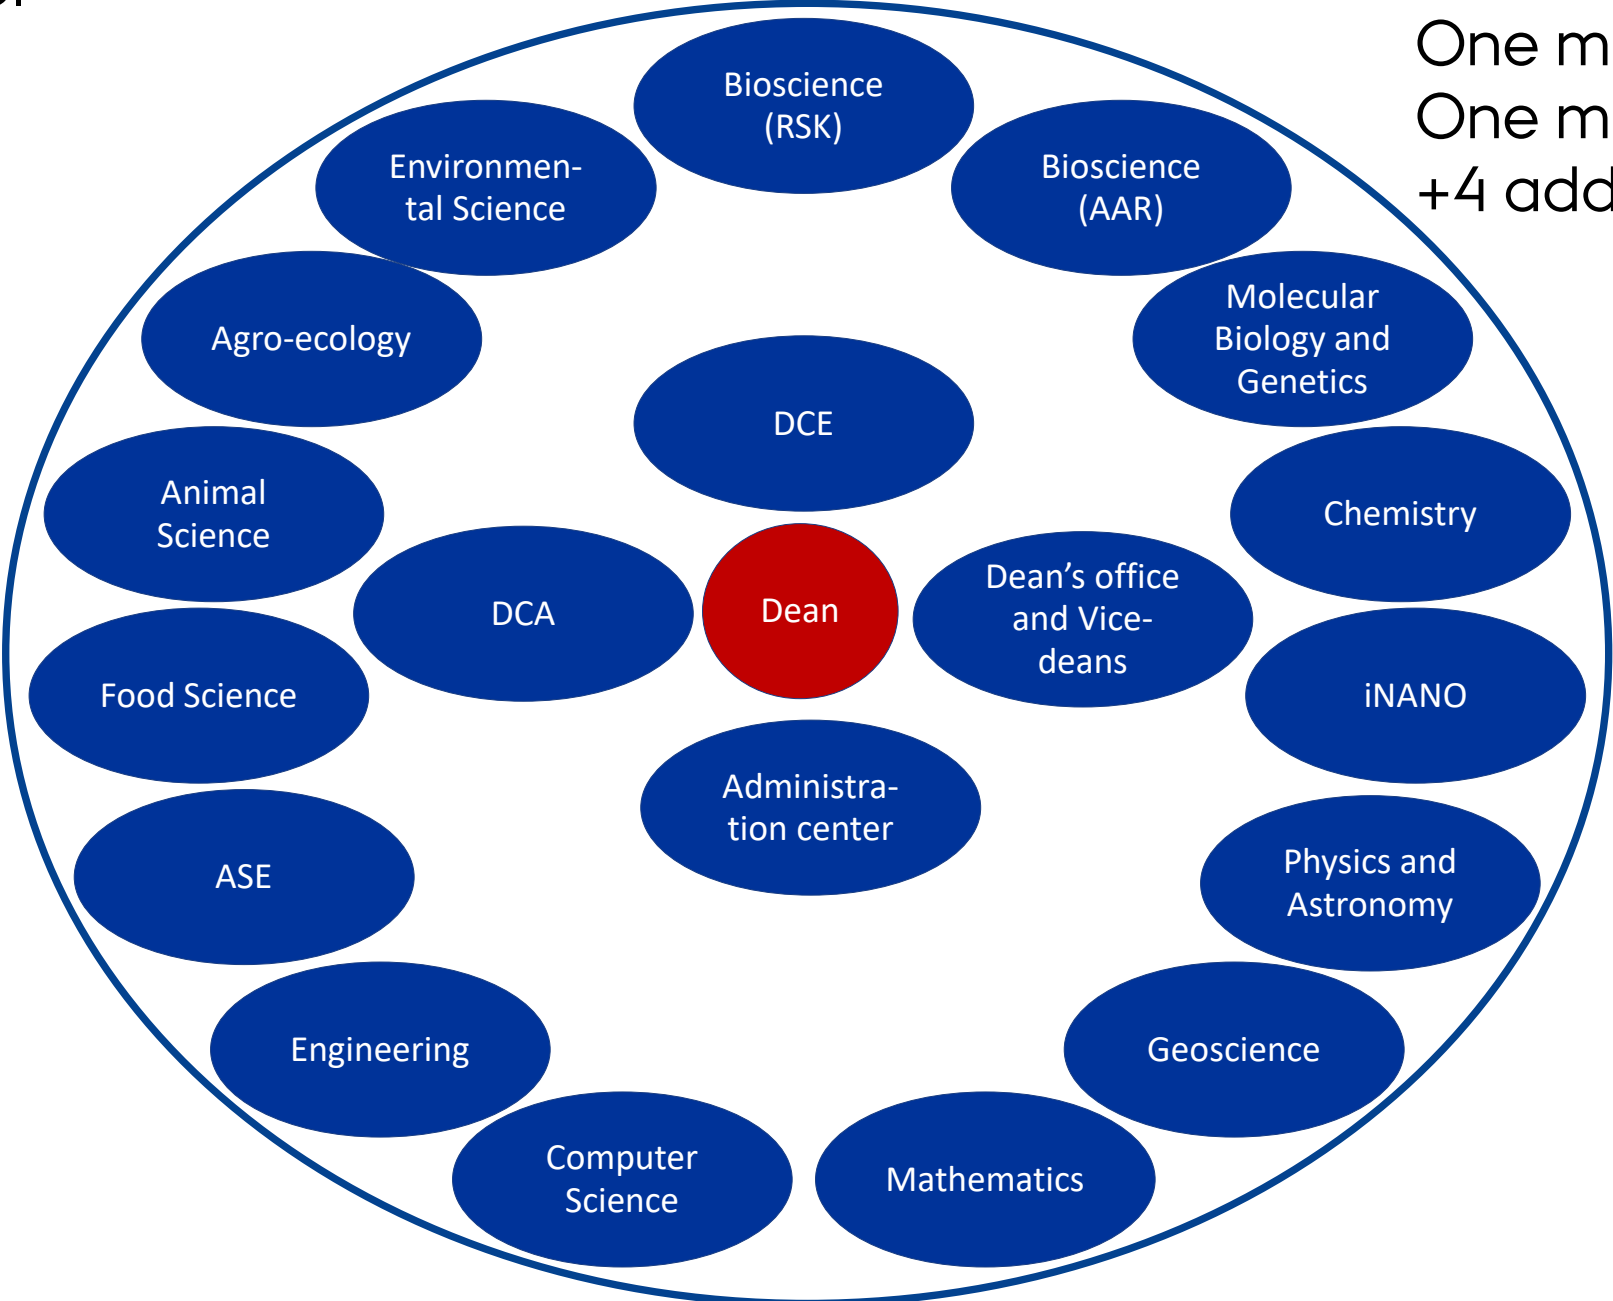 One m
One m
+4 add
Bioscience
(RSK)
Environmen-
tal Science
Bioscience
(AAR)
Agro-ecology
Molecular
Biology and
Genetics
DCE
Animal
Science
Chemistry
DCA
Dean
Dean’s office
and Vice-
deans
Food Science
iNANO
Administra-
tion center
ASE
Physics and
Astronomy
Engineering
Geoscience
Computer
Science
Mathematics